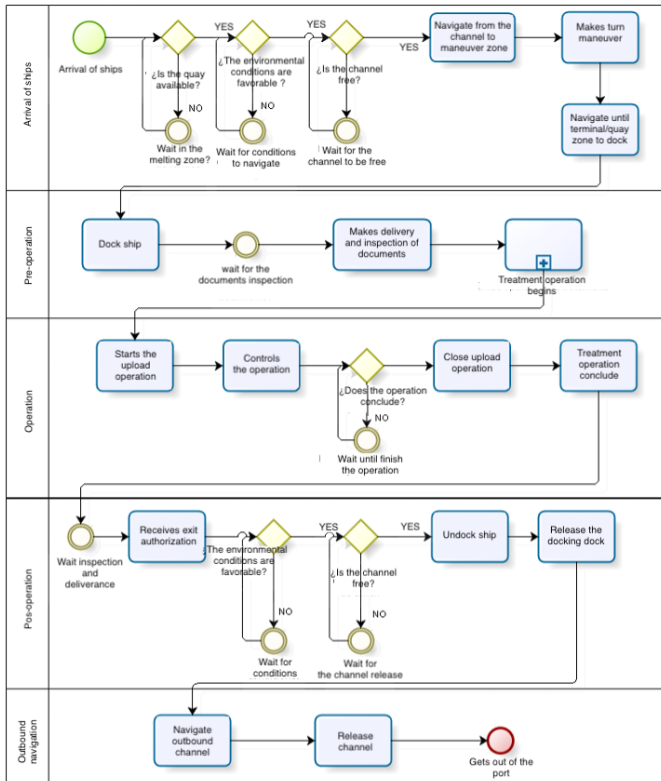 Arrival of ships
Arrival of ships
¿Is the quay
available?
YES
NO
Wait in the
melting zone?
¿The environmental
conditions are
favorable ?
YES
NO
Wait for conditions
to navigate
¿Is the channel
free?
YES
Wait for the
channel to be free
Navigate from the
channel to
maneuver zone
Makes turn
maneuver
Navigate until
terminal/quay
zone to dock
Pre-operation
Dock ship
wait for the
documents inspection
Makes delivery
and inspection of
documents
Treatment operation
begins
Operation
Starts the
upload
operation
Controls
the operation
¿Does the operation
conclude?
NO
Wait until finish
the operation
Close upload
operation
Treatment
operation
conclude
Pos-operation
Wait inspection
and
deliverance
Receives exit
authorization
¿The environmental
conditions are
favorable?
YES
NO
Wait for
conditions
¿Is the channel
free?
YES
NO
Wait for
the channel release
Undock ship
Release the
docking dock
Outbound
navigation
Navigate
outbound
channel
Release
channel
Gets out of the
port